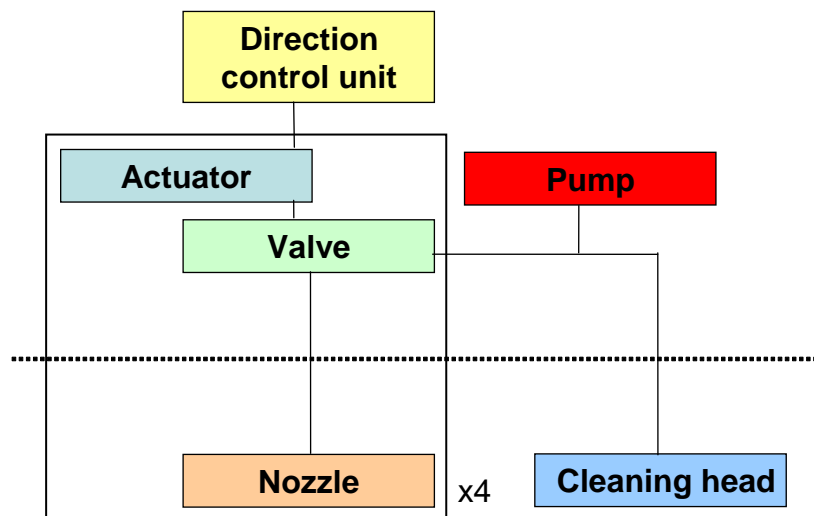 Direction
control unit
Actuator
Pump
Valve
Nozzle
x4
Cleaning head